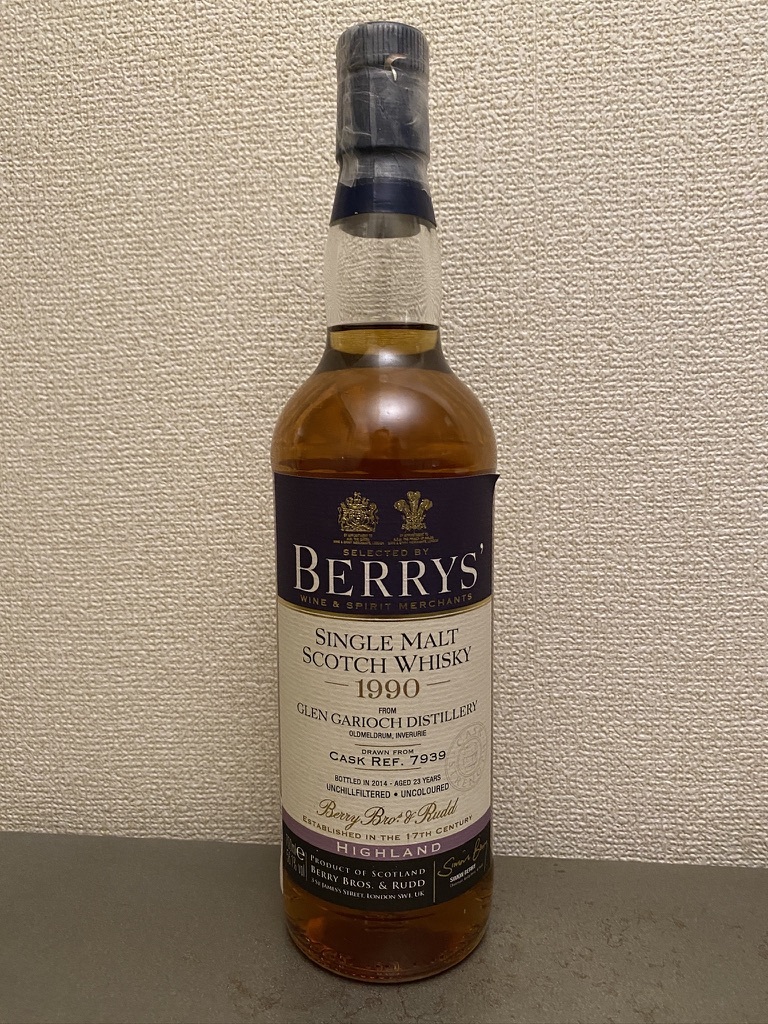 SELECTED BY
BERRYS'
WINE & SPIRIT MERCHANTS
SINGLE MALT
SCOTCH WHISKY
1990
FROM
GLEN GARIOCH DISTILLERY
OLDMELDRUM, INVERURIE
DRAWN FROM
CASK REF. 7939
BOTTLED IN 2014 - AGED 23 YEARS
UNCHILLFILTERED • UNCOLOURED
Berry Bros. & Rudd
ESTABLISHED IN THE 17TH CENTURY
HIGHLAND
PRODUCT OF SCOTLAND
BERRY BROS. & RUDD
3 ST JAMES'S STREET, LONDON SW1. UK